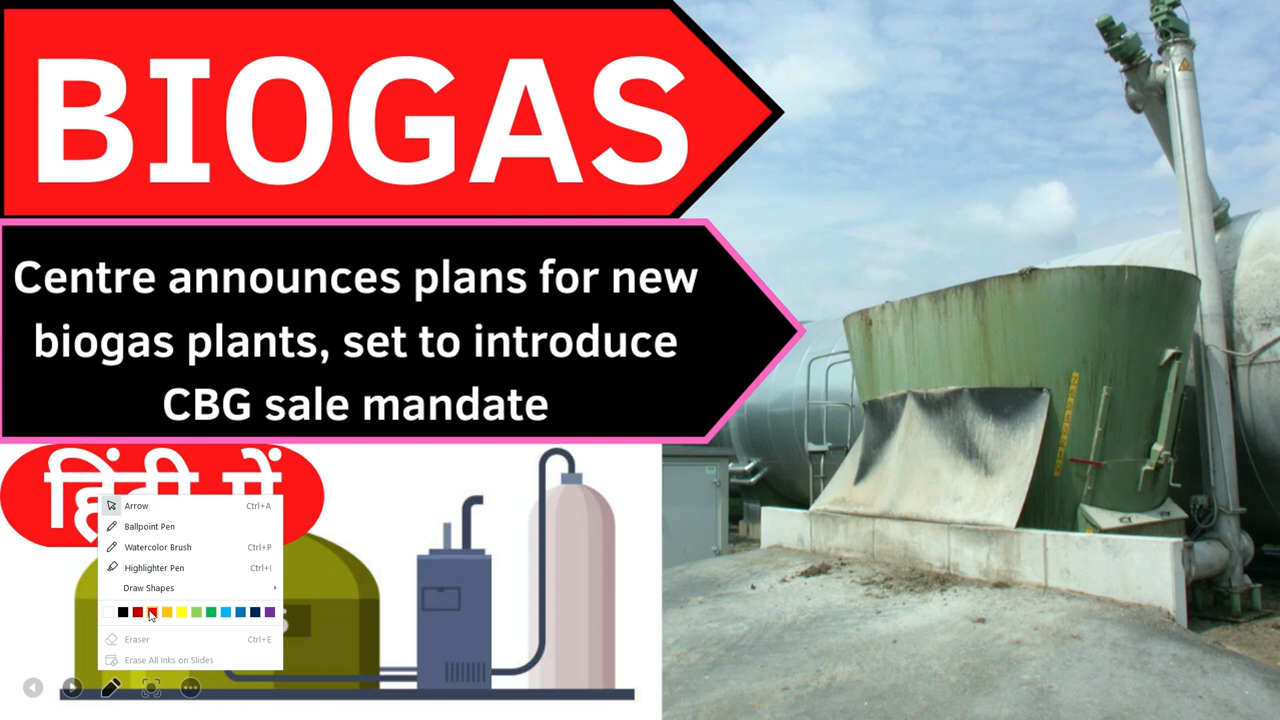 BIOGAS
Centre announces plans for new
biogas plants, set to introduce
CBG sale mandate
हिंदी में
Arrow Ctrl+A
Ballpoint Pen
Watercolor Brush Ctrl+P
Highlighter Pen Ctrl+I
Draw Shapes
Eraser Ctrl+E
Erase All Inks on Slides